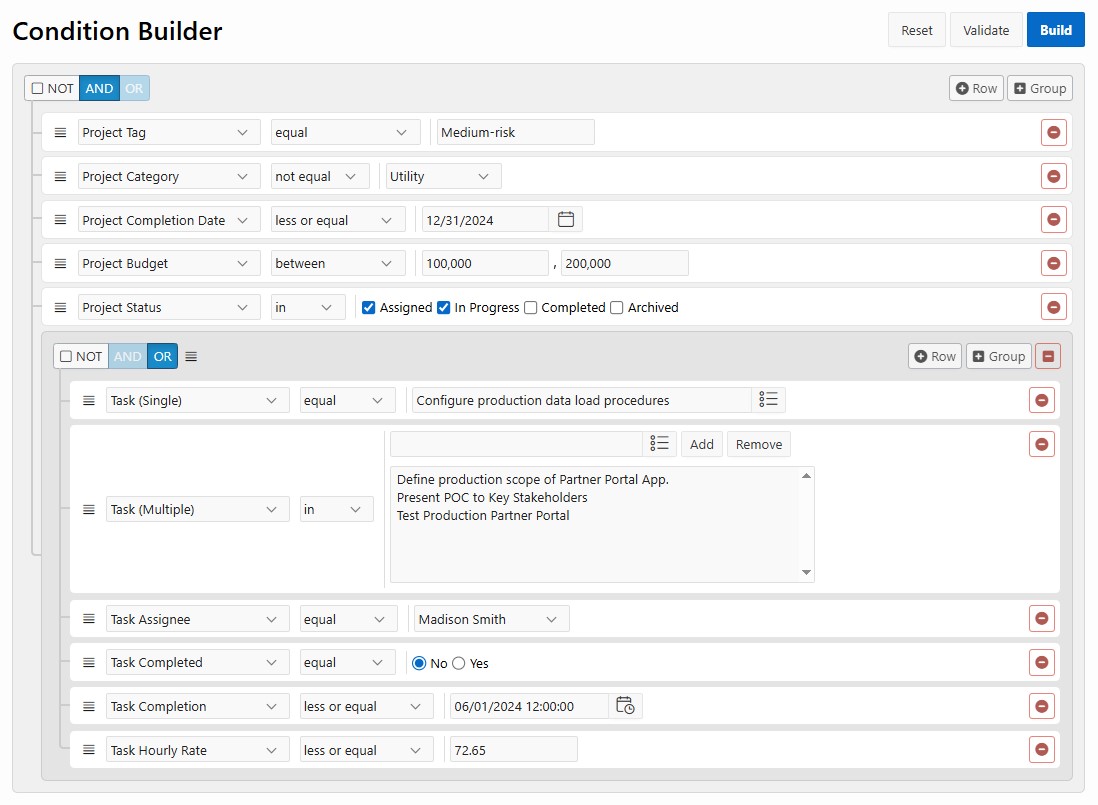 Condition Builder
Reset Validate Build
NOT AND OR Row Group
Project Tag equal Medium-risk
Project Category not equal Utility
Project Completion Date less or equal 12/31/2024
Project Budget between 100,000 , 200,000
Project Status in Assigned In Progress Completed Archived
NOT AND OR Row Group
Task (Single) equal Configure production data load procedures
Add Remove
Task (Multiple) in
Define production scope of Partner Portal App.
Present POC to Key Stakeholders
Test Production Partner Portal
Task Assignee equal Madison Smith
Task Completed equal No Yes
Task Completion less or equal 06/01/2024 12:00:00
Task Hourly Rate less or equal 72.65